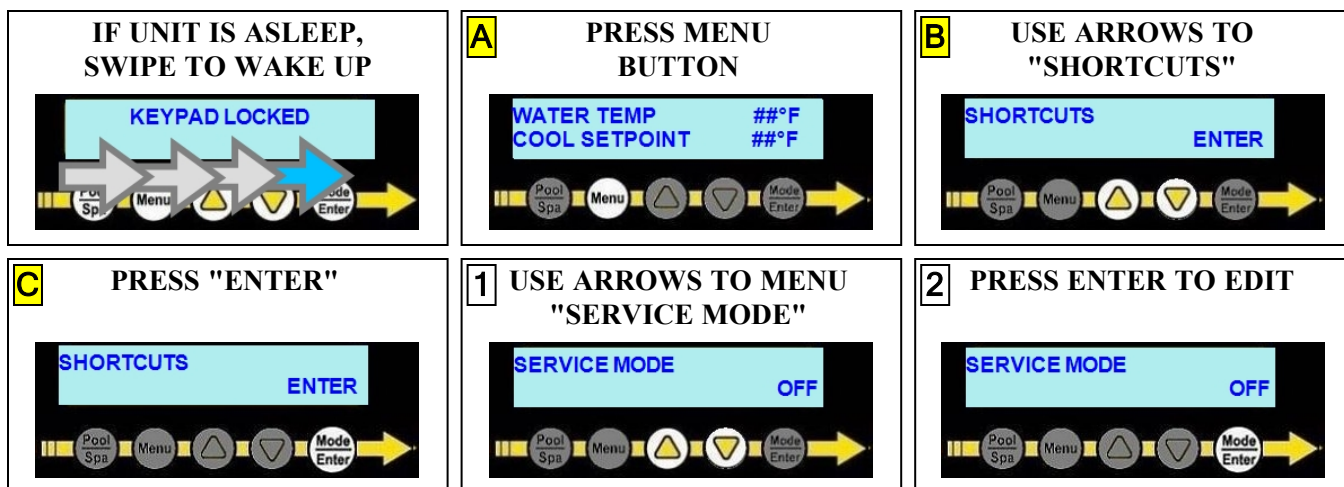 IF UNIT IS ASLEEP,
SWIPE TO WAKE UP
KEYPAD LOCKED
Pool
Spa
Menu
Mode
Enter
A
PRESS MENU
BUTTON
WATER TEMP ##°F
COOL SETPOINT ##°F
Pool
Spa
Menu
Mode
Enter
B
USE ARROWS TO
"SHORTCUTS"
SHORTCUTS
ENTER
Pool
Spa
Menu
Mode
Enter
C
PRESS "ENTER"
SHORTCUTS
ENTER
Pool
Spa
Menu
Mode
Enter
1
USE ARROWS TO MENU
"SERVICE MODE"
SERVICE MODE
OFF
Pool
Spa
Menu
Mode
Enter
2
PRESS ENTER TO EDIT
SERVICE MODE
OFF
Pool
Spa
Menu
Mode
Enter